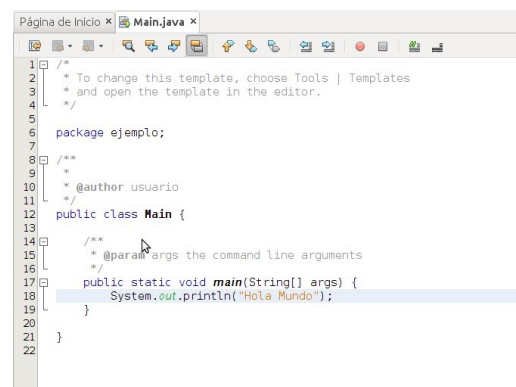 Página de Inicio × Main.java ×
1 /*
2 * To change this template, choose Tools | Templates
3 * and open the template in the editor.
4 */
5
6 package ejemplo;
7
8 /**
9 *
10 * @author usuario
11 */
12 public class Main {
13
14 /**
15 * @param args the command line arguments
16 */
17 public static void main(String[] args) {
18 System.out.println("Hola Mundo");
19 }
20
21 }
22